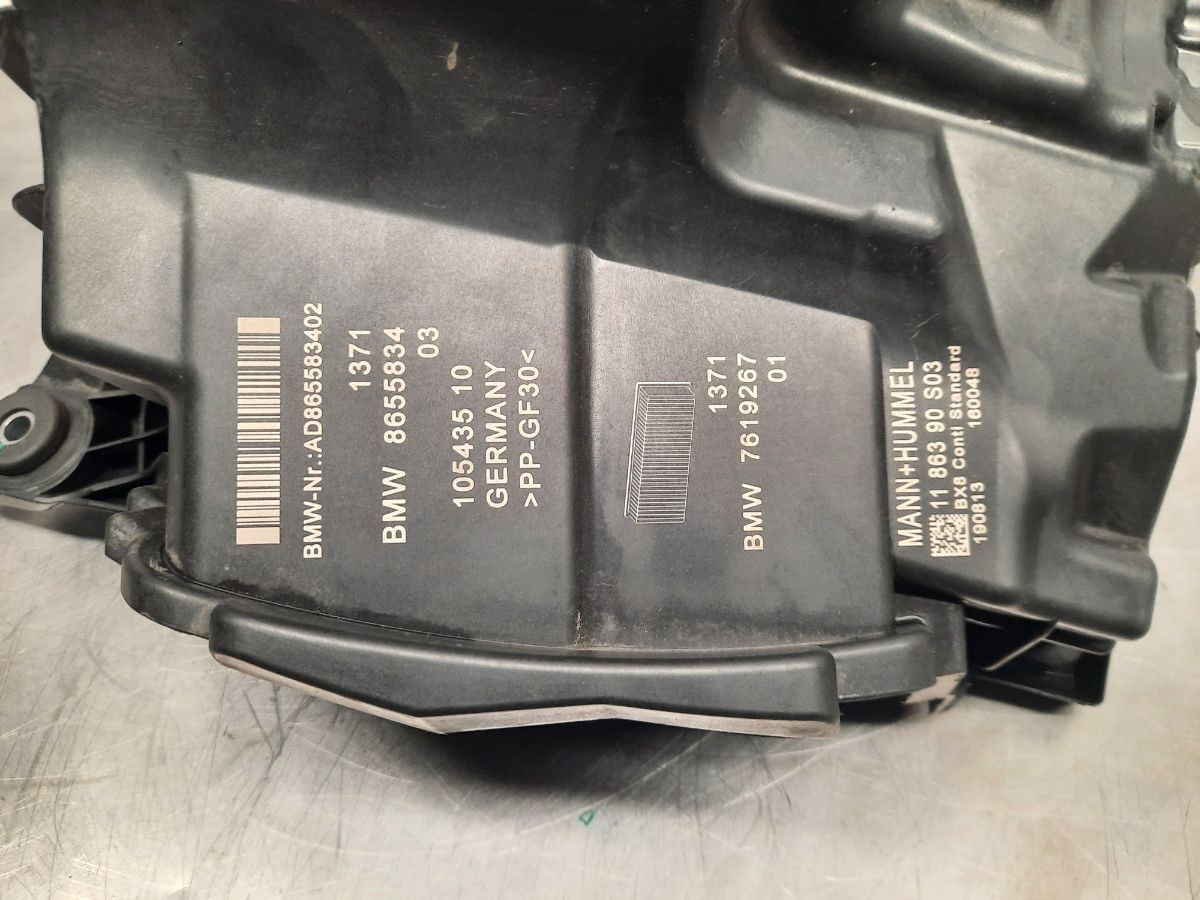 BMW-Nr.:AD865583402
1371
BMW 8655834
03
105435 10
GERMANY
>PP-GF30<
1371
BMW 7619267
01
MANN+HUMMEL
11 863 90 S03
BX8 Conti Standard
190813 160048